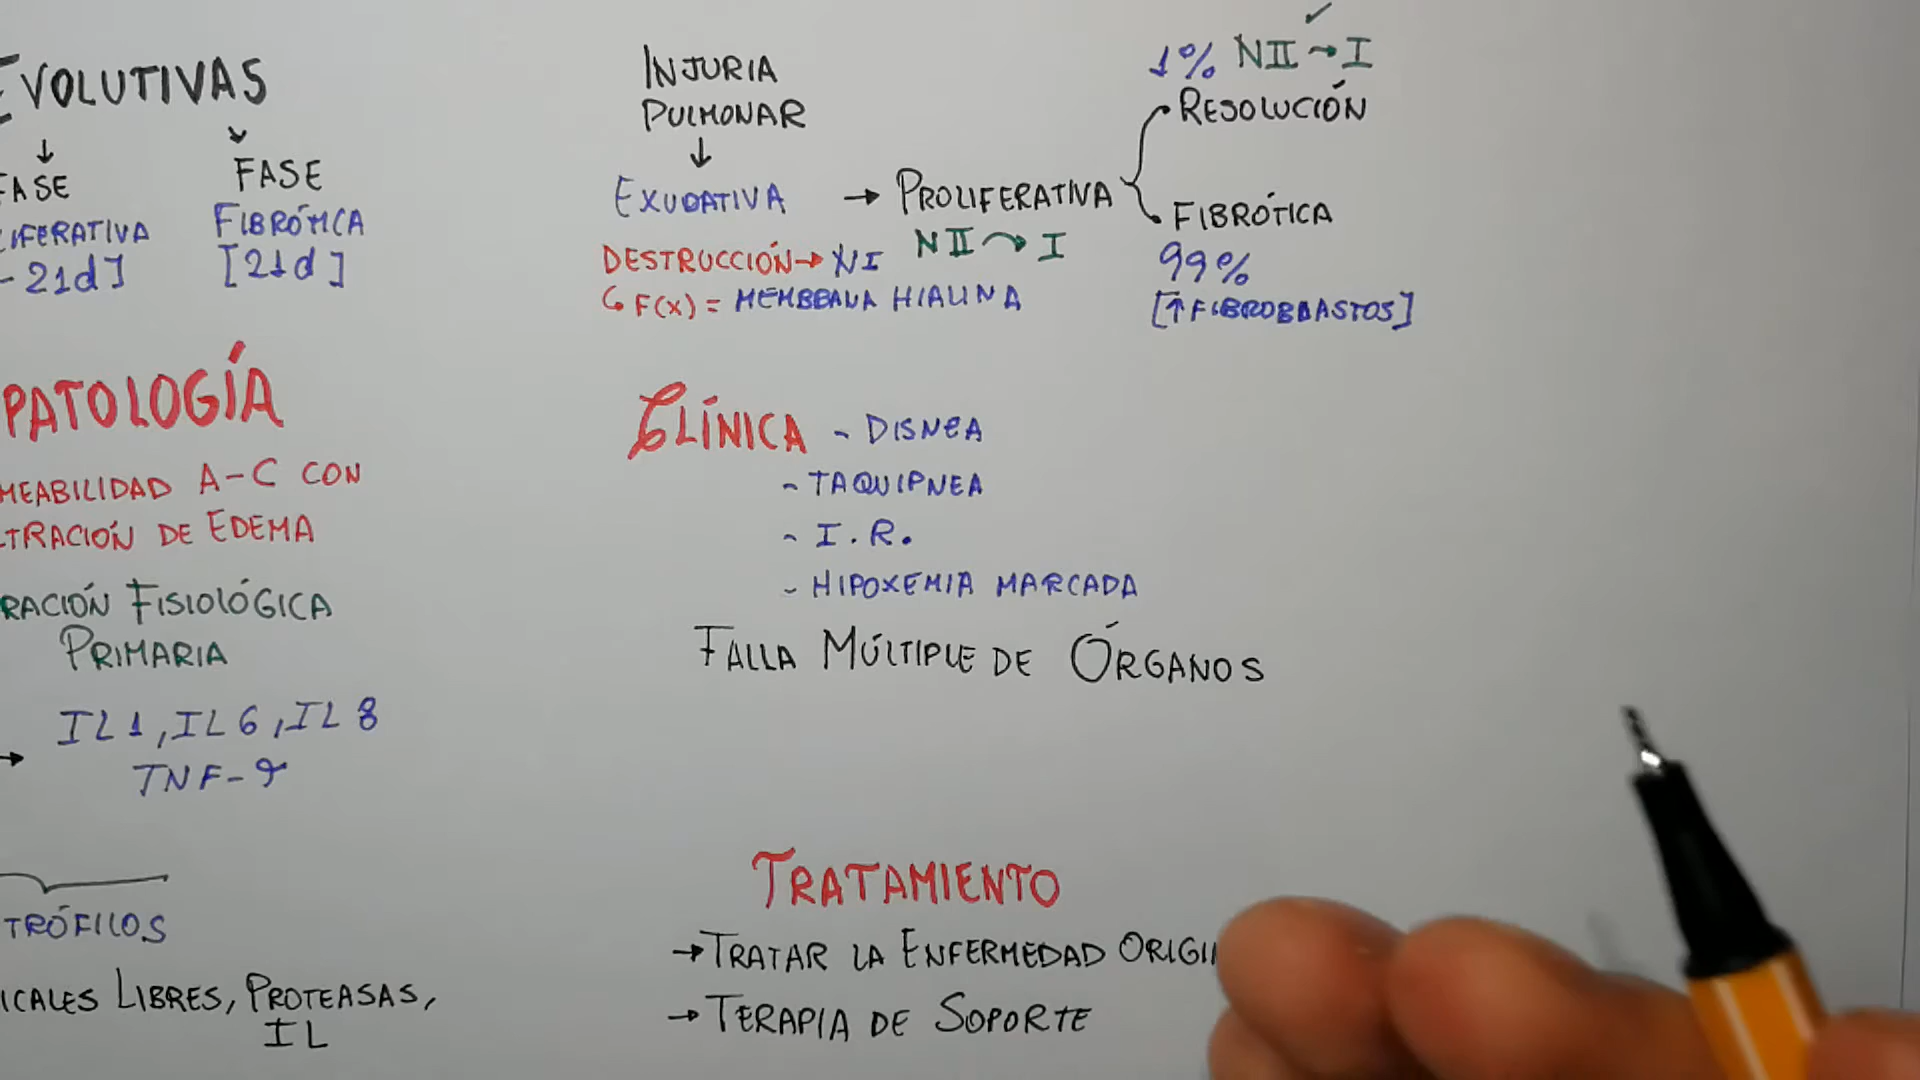 EVOLUTIVAS
FASE
IFERATIVA
- 21d]
FASE
FIBRÓTICA
[21d]
PATOLOGÍA
MEABILIDAD A-C CON
TRACIÓN DE EDEMA
RACIÓN FISIOLÓGICA
PRIMARIA
→ IL1, IL6, IL8
TNF-α
TRÓFILOS
ICALES LIBRES, PROTEASAS,
IL
INJURIA
PULMONAR
↓
EXUDATIVA → PROLIFERATIVA
DESTRUCCIÓN → NI
F(X) = MEMBRANA HIALINA
NII → I
1% NII → I
RESOLUCIÓN
FIBRÓTICA
99%
[↑FIBROBLASTOS]
CLÍNICA - DISNEA
- TAQUIPNEA
- I.R.
- HIPOXEMIA MARCADA
FALLA MÚLTIPLE DE ÓRGANOS
TRATAMIENTO
→ TRATAR LA ENFERMEDAD ORIGI
→ TERAPIA DE SOPORTE